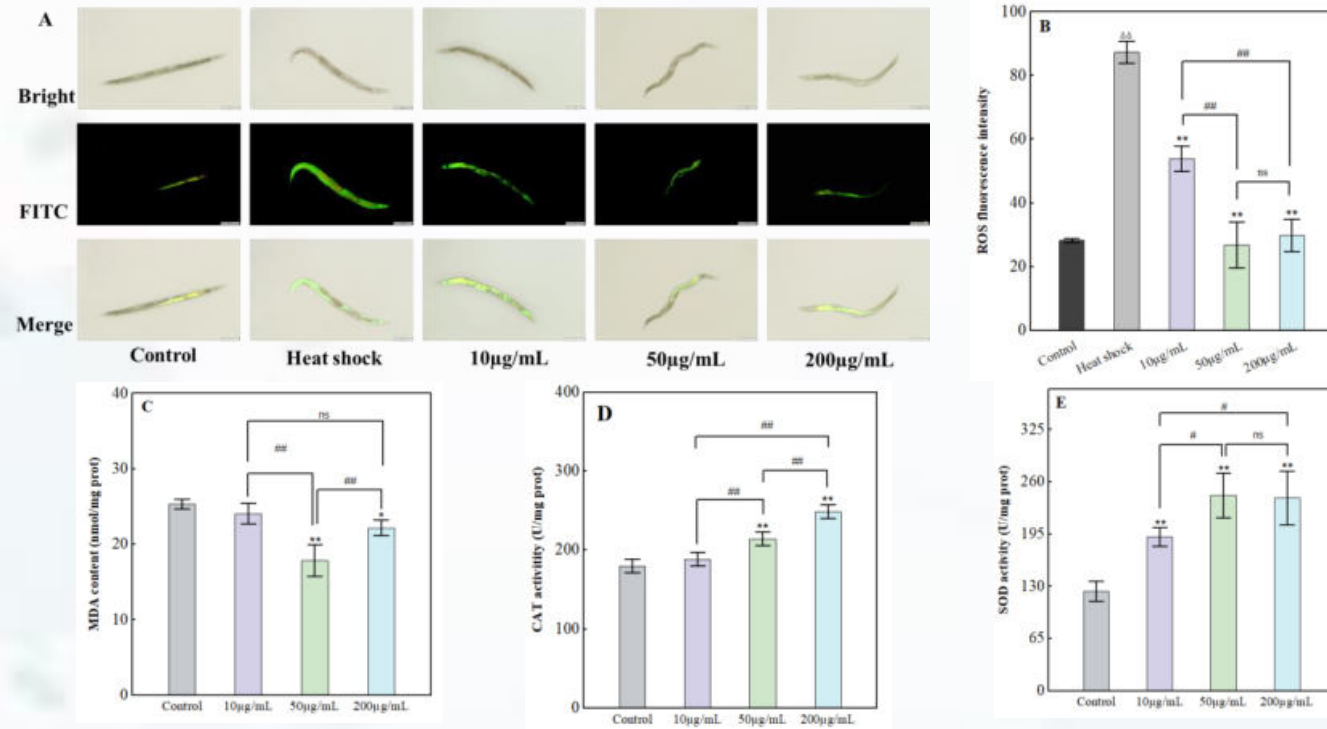 A
Bright
FITC
Merge
Control
Heat shock
10µg/mL
50µg/mL
200µg/mL
B
ROS fluorescence intensity
100
80
60
40
20
0
δδ
**
**
**
##
##
ns
Control
Heat shock
10µg/mL
50µg/mL
200µg/mL
C
MDA content (nmol/mg prot)
40
30
20
10
0
ns
##
##
**
*
Control
10µg/mL
50µg/mL
200µg/mL
D
CAT activitity (U/mg prot)
400
300
200
100
0
##
##
##
**
**
Control
10µg/mL
50µg/mL
200µg/mL
E
SOD activity (U/mg prot)
325
260
195
130
65
0
#
#
ns
**
**
**
Control
10µg/mL
50µg/mL
200µg/mL